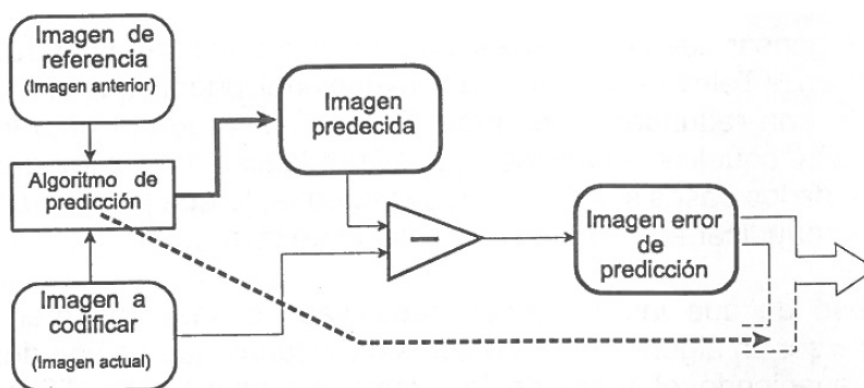 Imagen de
referencia
(Imagen anterior)
Imagen
predecida
Algoritmo de
predicción
Imagen error
de
predicción
Imagen a
codificar
(Imagen actual)